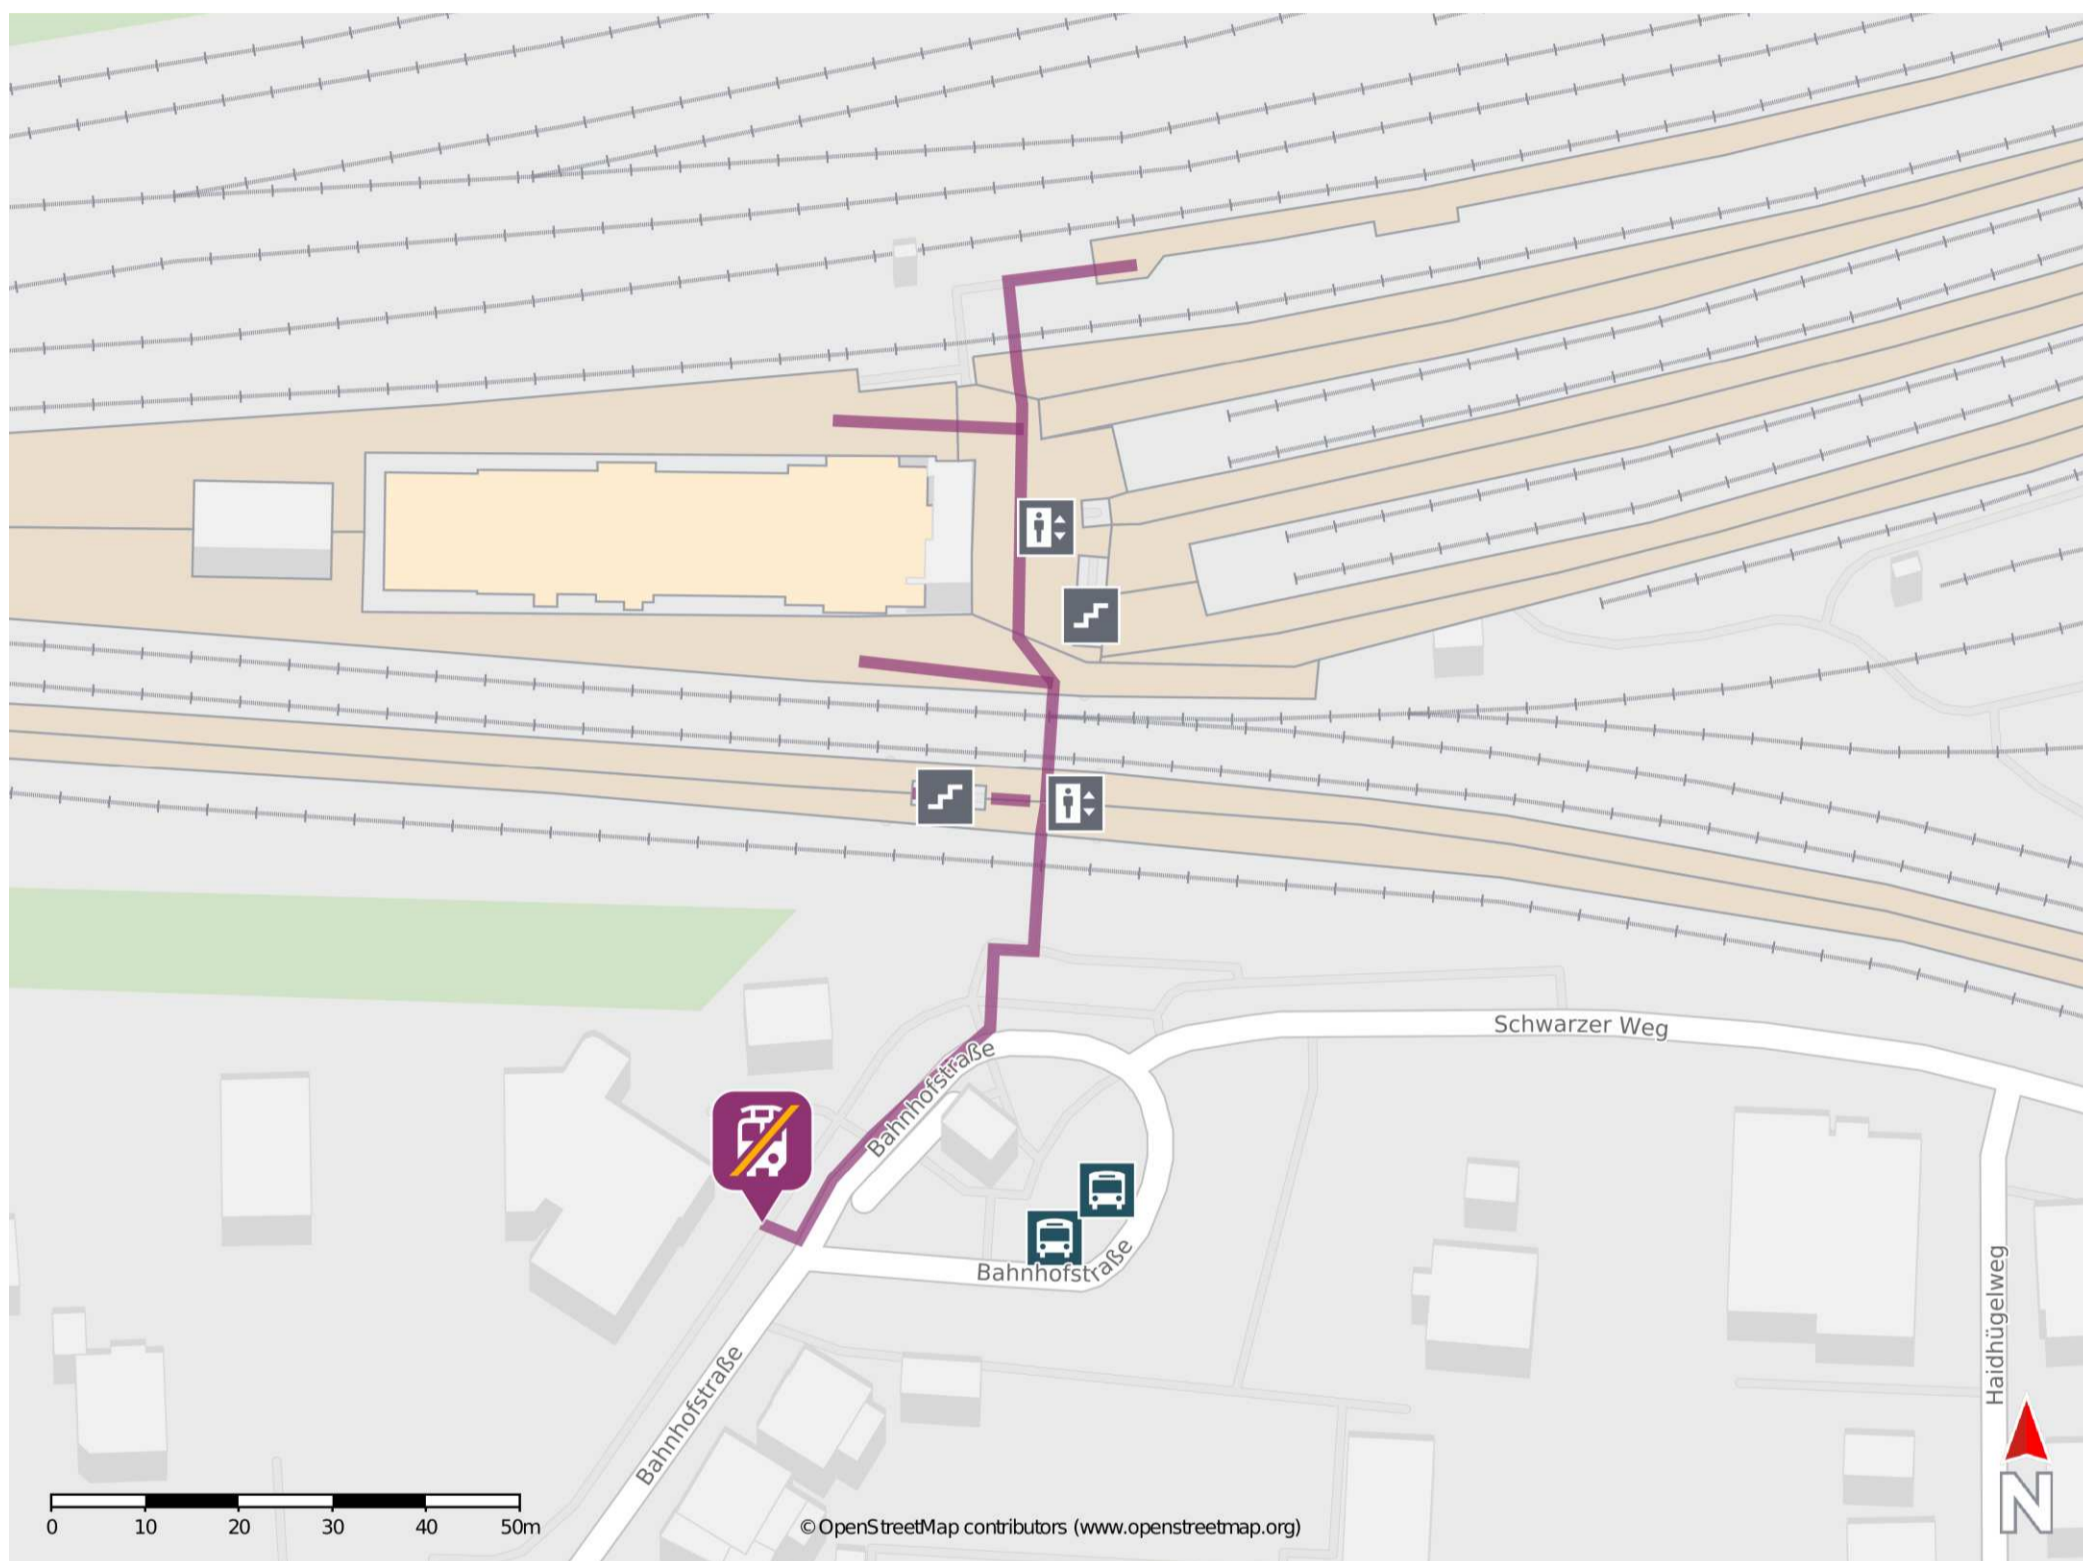 Schwarzer Weg
Bahnhofstraße
Bahnhofstraße
Bahnhofstraße
Haidhügelweg
N
0 10 20 30 40 50m
© OpenStreetMap contributors (www.openstreetmap.org)